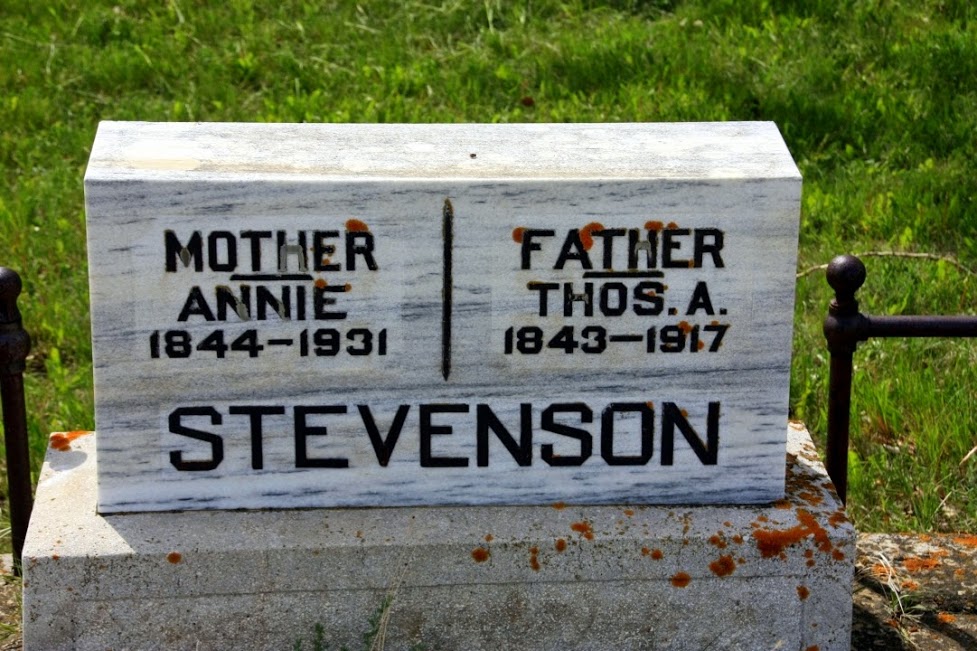 MOTHER
ANNIE
1844-1931
FATHER
THOS. A.
1843-1917
STEVENSON